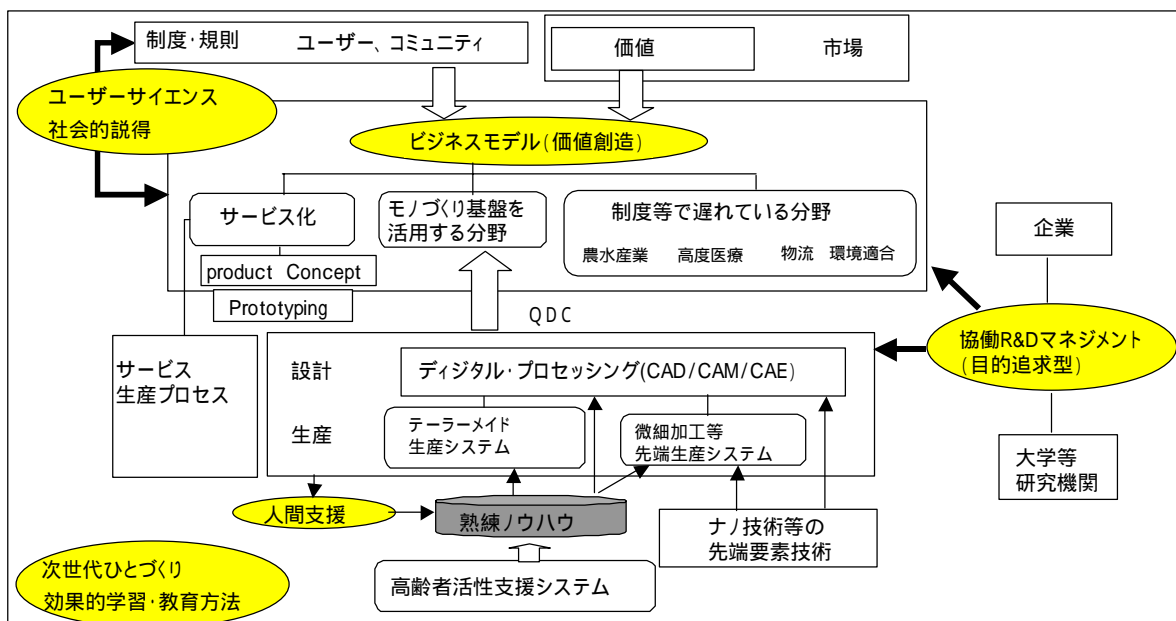 制度・規則
ユーザー、コミュニティ
価値
市場
ユーザーサイエンス
社会的説得
ビジネスモデル(価値創造)
サービス化
モノづくり基盤を
活用する分野
制度等で遅れている分野
農水産業 高度医療 物流 環境適合
product Concept
Prototyping
企業
QDC
協働R&Dマネジメント
(目的追求型)
サービス
生産プロセス
設計
ディジタル・プロセッシング(CAD/CAM/CAE)
生産
テーラーメイド
生産システム
微細加工等
先端生産システム
大学等
研究機関
人間支援
熟練ノウハウ
ナノ技術等の
先端要素技術
次世代ひとづくり
効果的学習・教育方法
高齢者活性支援システム